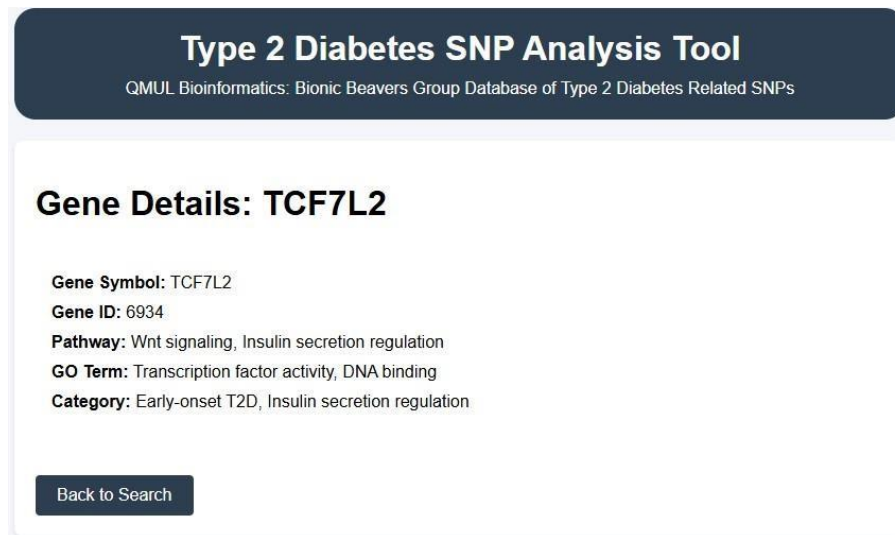 Type 2 Diabetes SNP Analysis Tool
QMUL Bioinformatics: Bionic Beavers Group Database of Type 2 Diabetes Related SNPs
Gene Details: TCF7L2
Gene Symbol: TCF7L2
Gene ID: 6934
Pathway: Wnt signaling, Insulin secretion regulation
GO Term: Transcription factor activity, DNA binding
Category: Early-onset T2D, Insulin secretion regulation
Back to Search